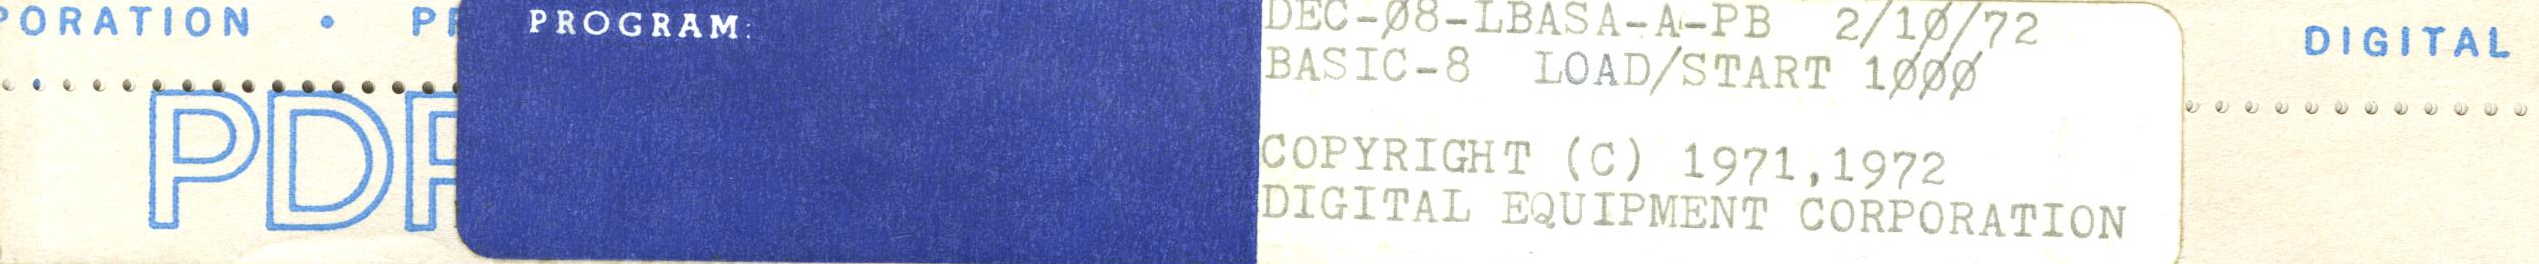 PORATION • P
PROGRAM:
DEC-Ø8-LBASA-A-PB 2/1Ø/72
BASIC-8 LOAD/START 1ØØØ
DIGITAL
PDP
COPYRIGHT (C) 1971,1972
DIGITAL EQUIPMENT CORPORATION